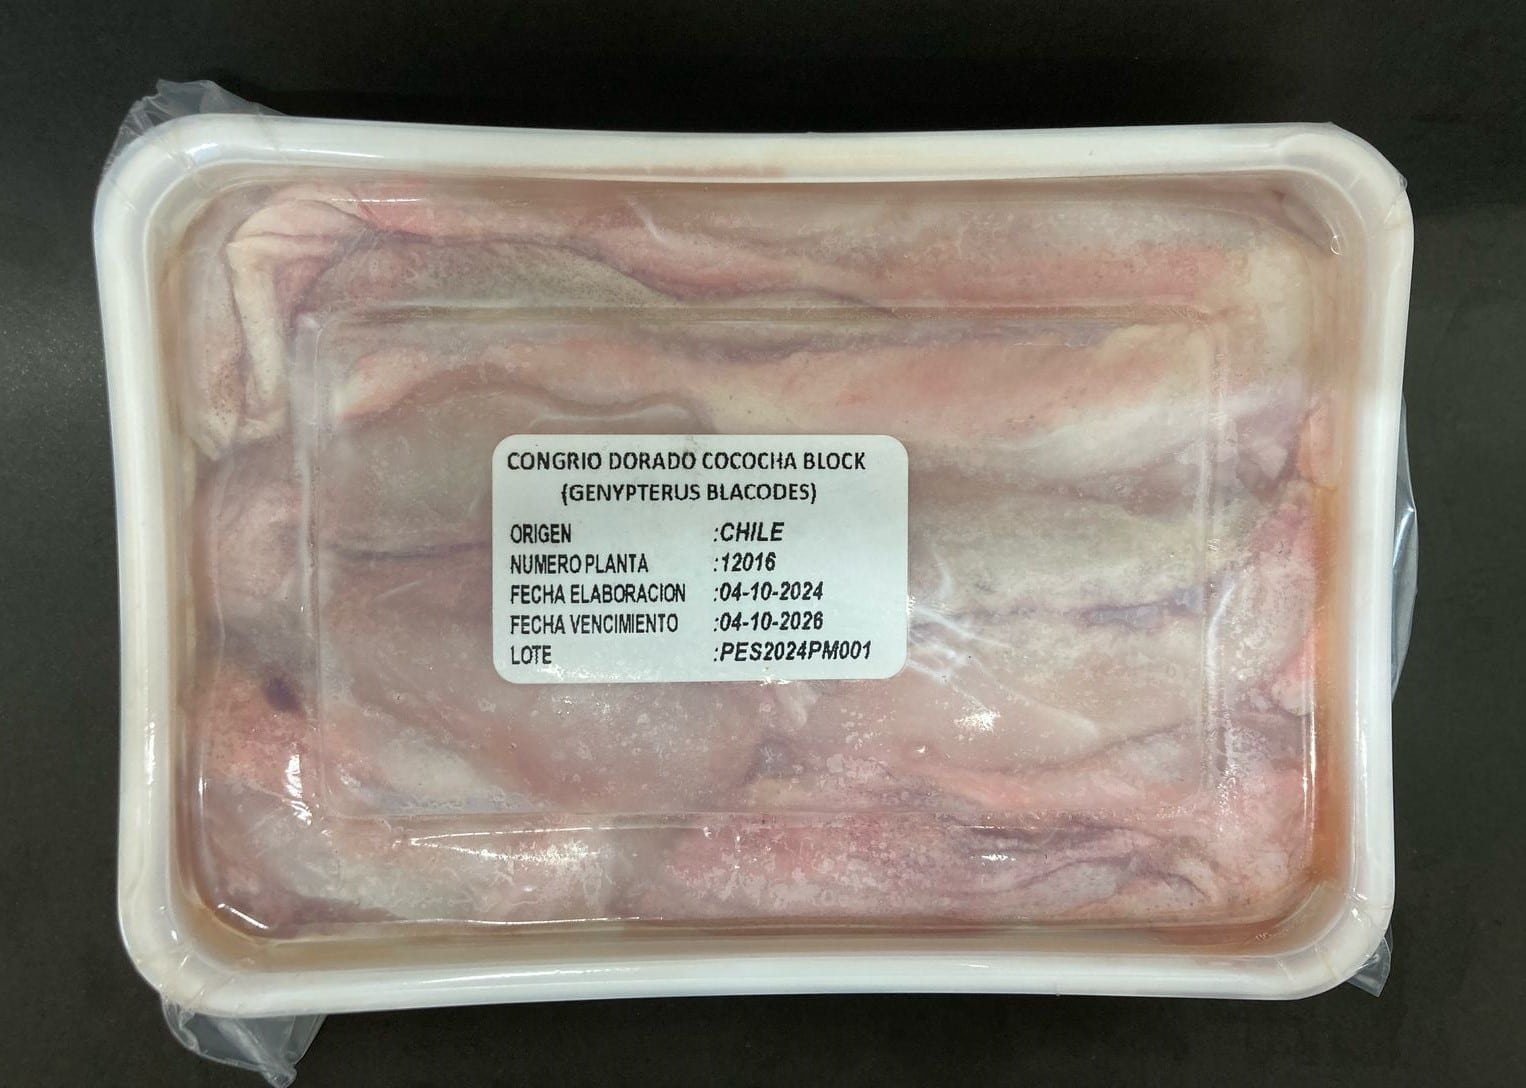 CONGRIO DORADO COCOCHA BLOCK
(GENYPTERUS BLACODES)
ORIGEN :CHILE
NUMERO PLANTA :12016
FECHA ELABORACION :04-10-2024
FECHA VENCIMIENTO :04-10-2026
LOTE :PES2024PM001